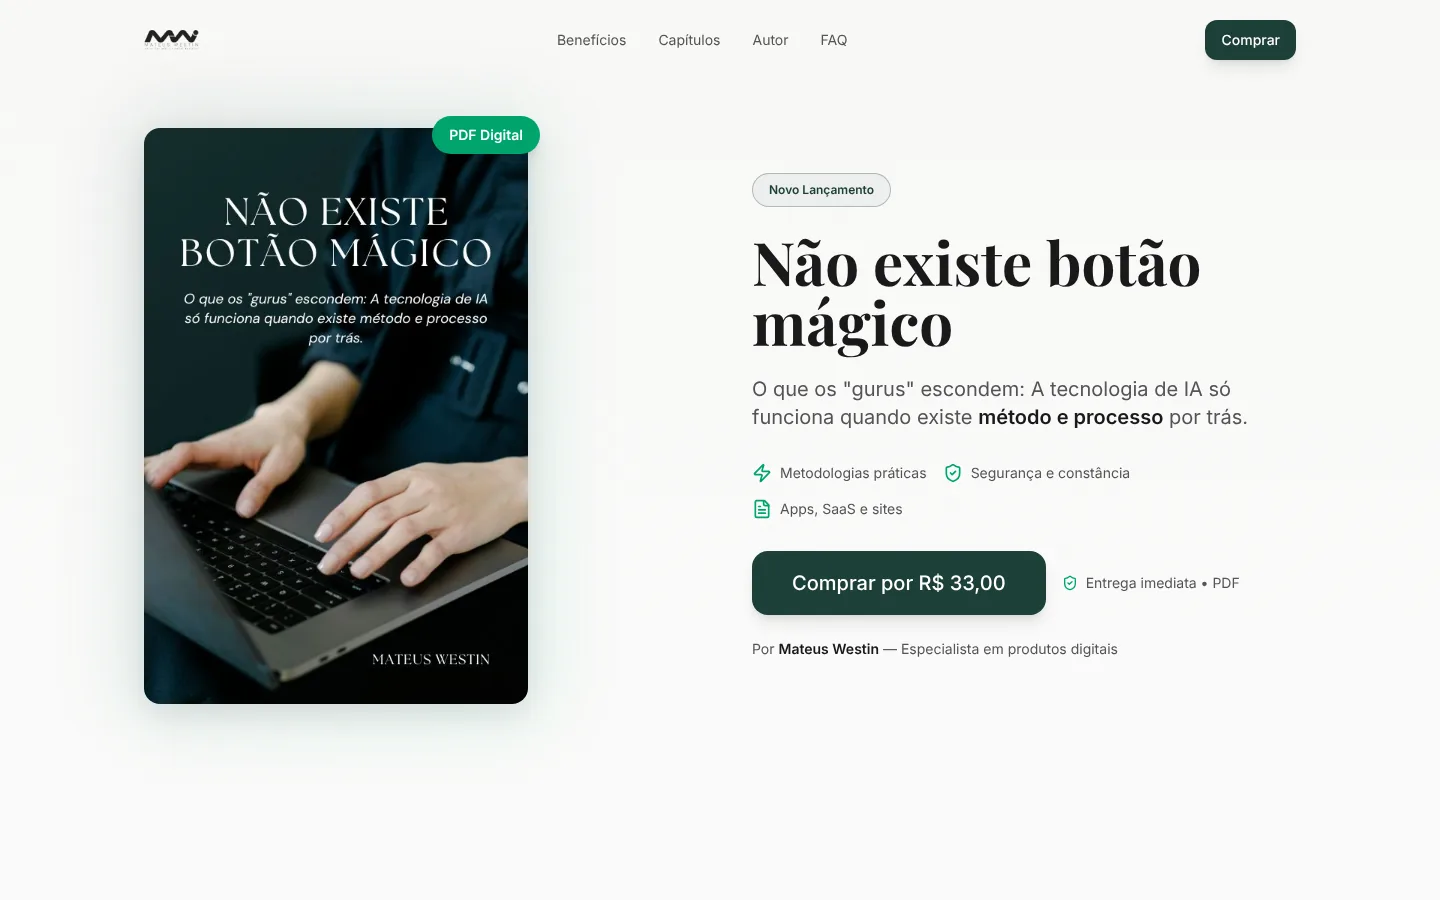 MATEUS WESTIN
Benefícios
Capítulos
Autor
FAQ
Comprar
PDF Digital
NÃO EXISTE
BOTÃO MÁGICO
O que os "gurus" escondem: A tecnologia de IA
só funciona quando existe método e processo
por trás.
MATEUS WESTIN
Novo Lançamento
Não existe botão
mágico
O que os "gurus" escondem: A tecnologia de IA só
funciona quando existe método e processo por trás.
Metodologias práticas
Segurança e constância
Apps, SaaS e sites
Comprar por R$ 33,00
Entrega imediata • PDF
Por Mateus Westin — Especialista em produtos digitais